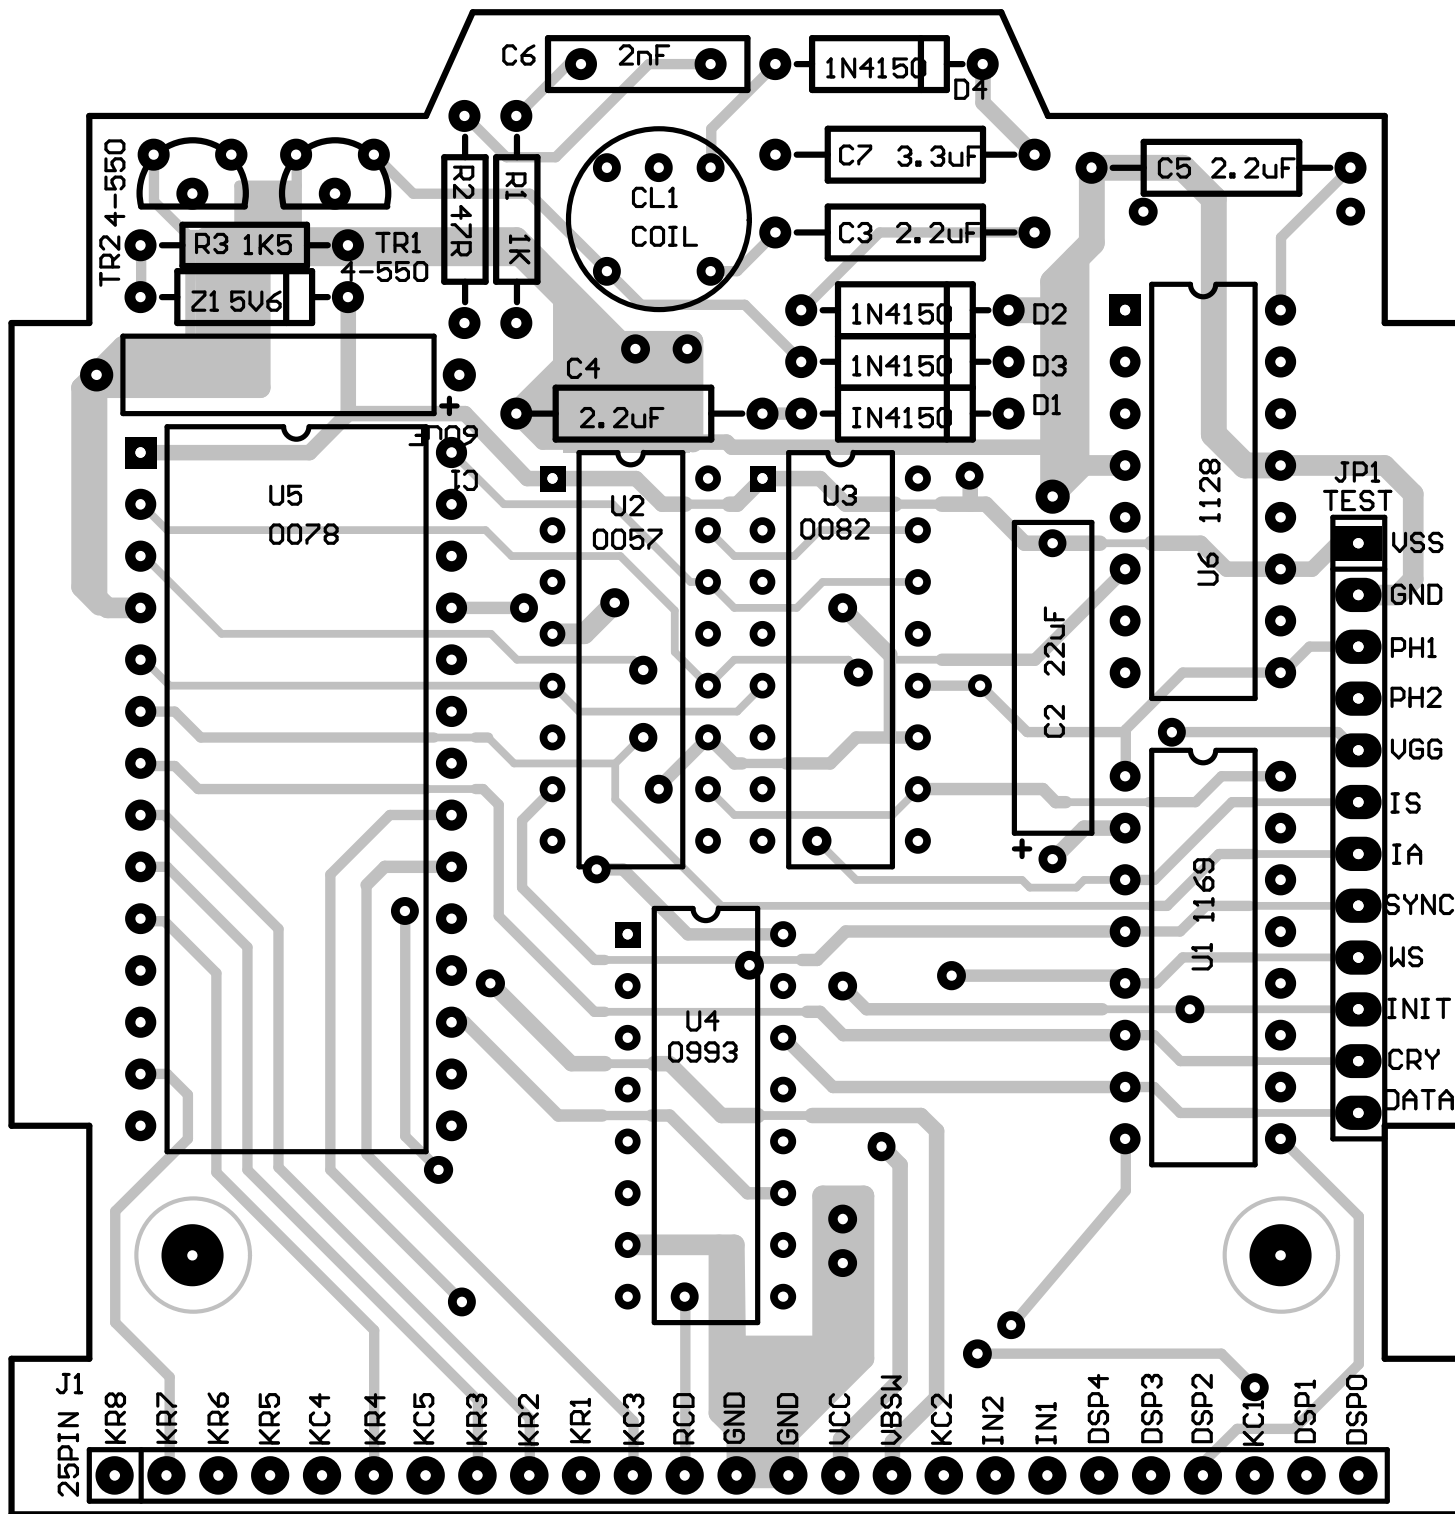 C6
2nF
1N4150
D4
4-550
TR2
R3 1K5
TR1
4-550
Z1 5V6
R2 47R
R1 1K
CL1
COIL
C7 3.3uF
C3 2.2uF
C5 2.2uF
1N4150
D2
1N4150
D3
IN4150
D1
C4
2.2uF
+
60uF
C1
U5
0078
U2
0057
U3
0082
U6 1128
JP1
TEST
VSS
GND
PH1
PH2
VGG
IS
IA
SYNC
WS
INIT
CRY
DATA
C2 22uF
+
U1 1169
U4
0993
J1
25PIN
KR8
KR7
KR6
KR5
KC4
KR4
KC5
KR3
KR2
KR1
KC3
RCD
GND
GND
VCC
VBSW
KC2
IN2
IN1
DSP4
DSP3
DSP2
KC1
DSP1
DSP0